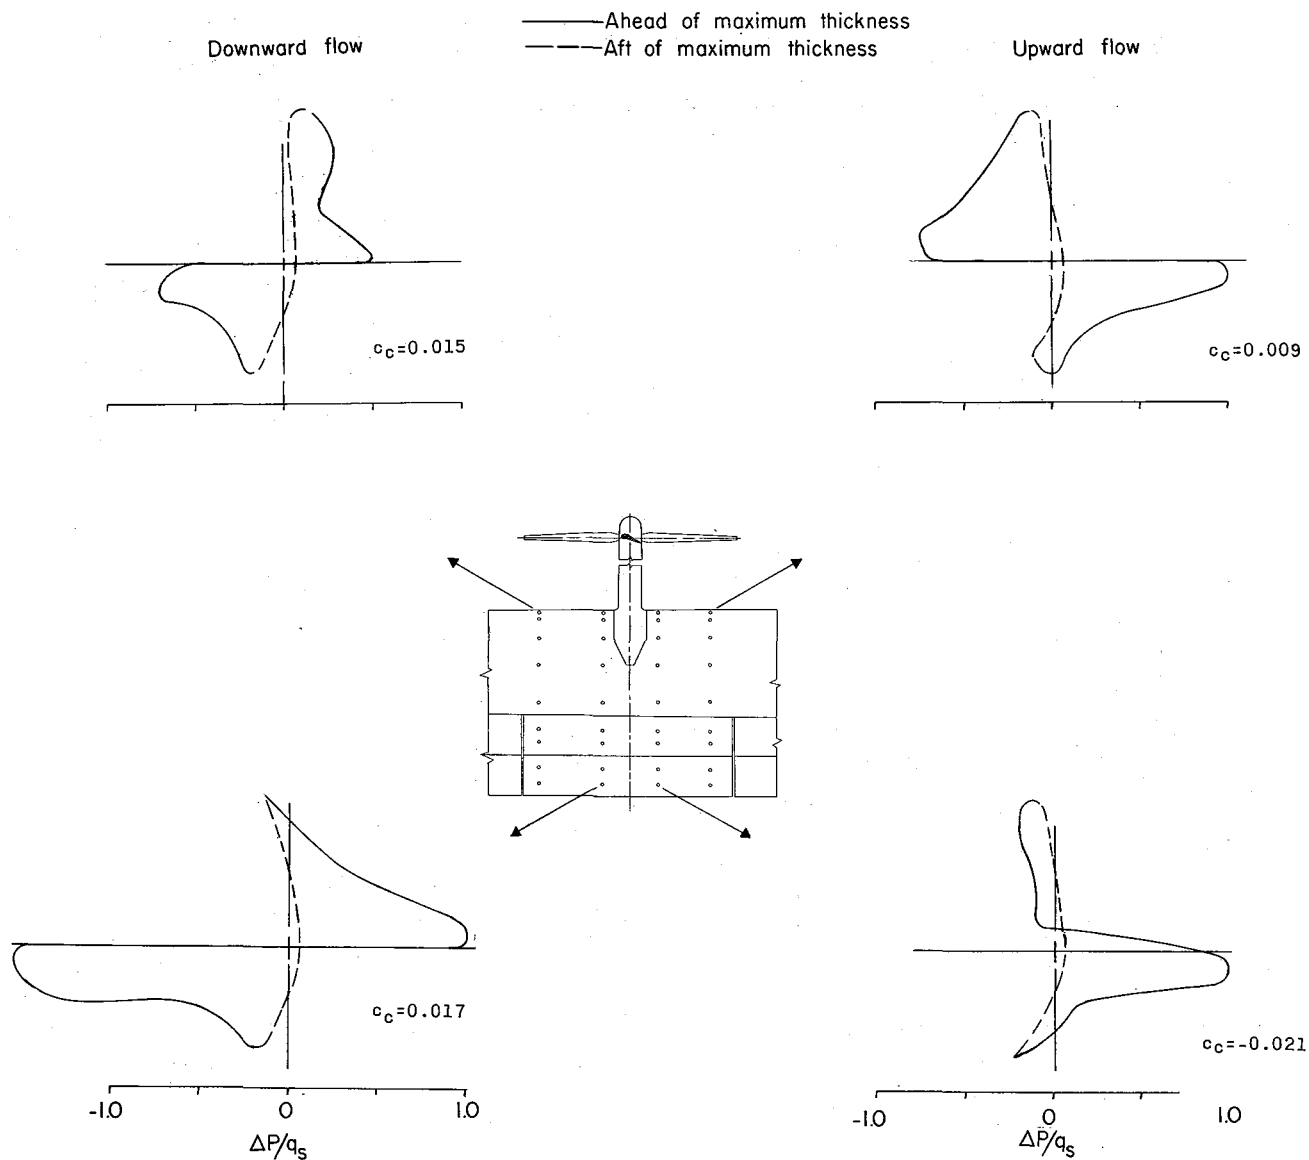 Ahead of maximum thickness
Downward flow
Aft of maximum thickness
Upward flow
c_c=0.015
c_c=0.009
c_c=0.017
c_c=-0.021
-1.0 0 1.0
ΔP/q_s
-1.0 0 1.0
ΔP/q_s